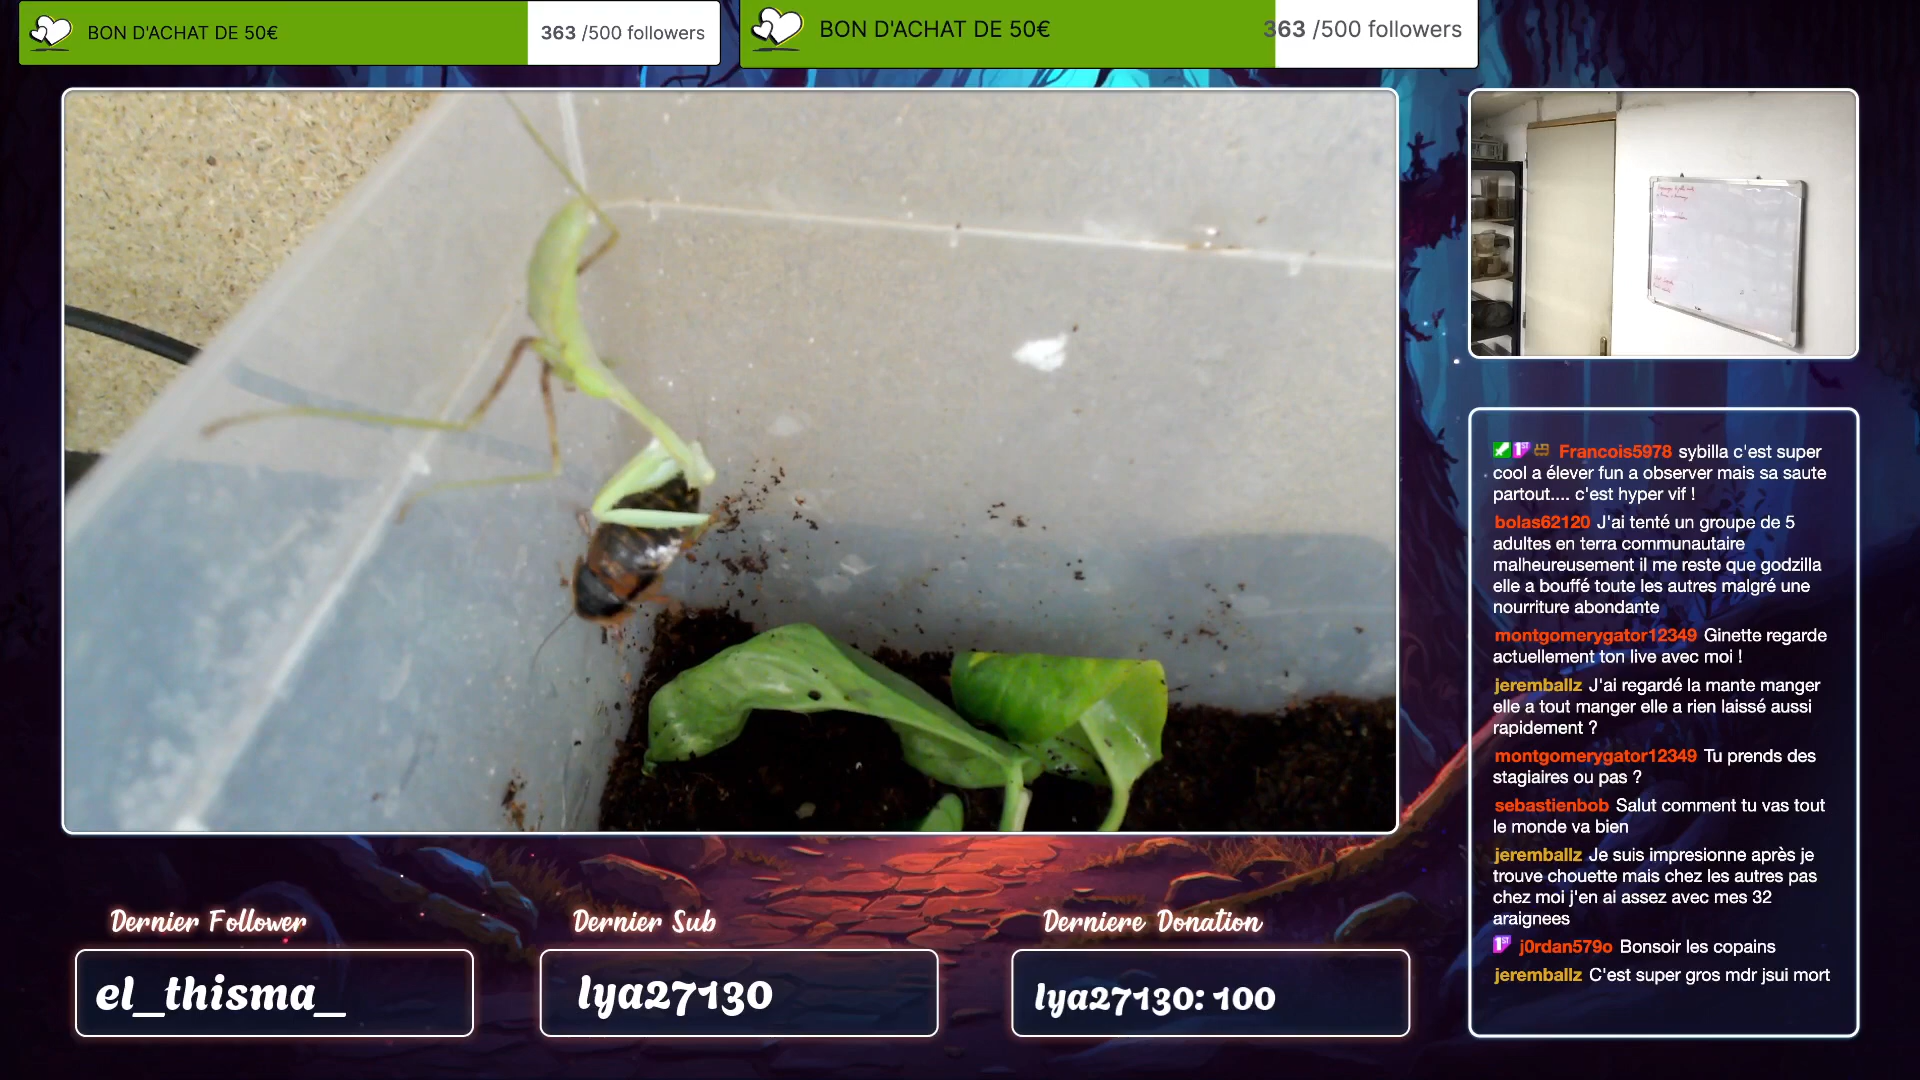 BON D'ACHAT DE 50€
363 /500 followers
BON D'ACHAT DE 50€
363 /500 followers
Francois5978 sybilla c'est super
cool a élever fun a observer mais sa saute
partout.... c'est hyper vif !
bolas62120 J'ai tenté un groupe de 5
adultes en terra communautaire
malheureusement il me reste que godzilla
elle a bouffé toute les autres malgré une
nourriture abondante
montgomerygator12349 Ginette regarde
actuellement ton live avec moi !
jeremballz J'ai regardé la mante manger
elle a tout manger elle a rien laissé aussi
rapidement ?
montgomerygator12349 Tu prends des
stagiaires ou pas ?
sebastienbob Salut comment tu vas tout
le monde va bien
jeremballz Je suis impresionne après je
trouve chouette mais chez les autres pas
chez moi j'en ai assez avec mes 32
araignees
j0rdan579o Bonsoir les copains
jeremballz C'est super gros mdr jsui mort
Dernier Follower
el_thisma_
Dernier Sub
lya27130
Derniere Donation
lya27130: 100